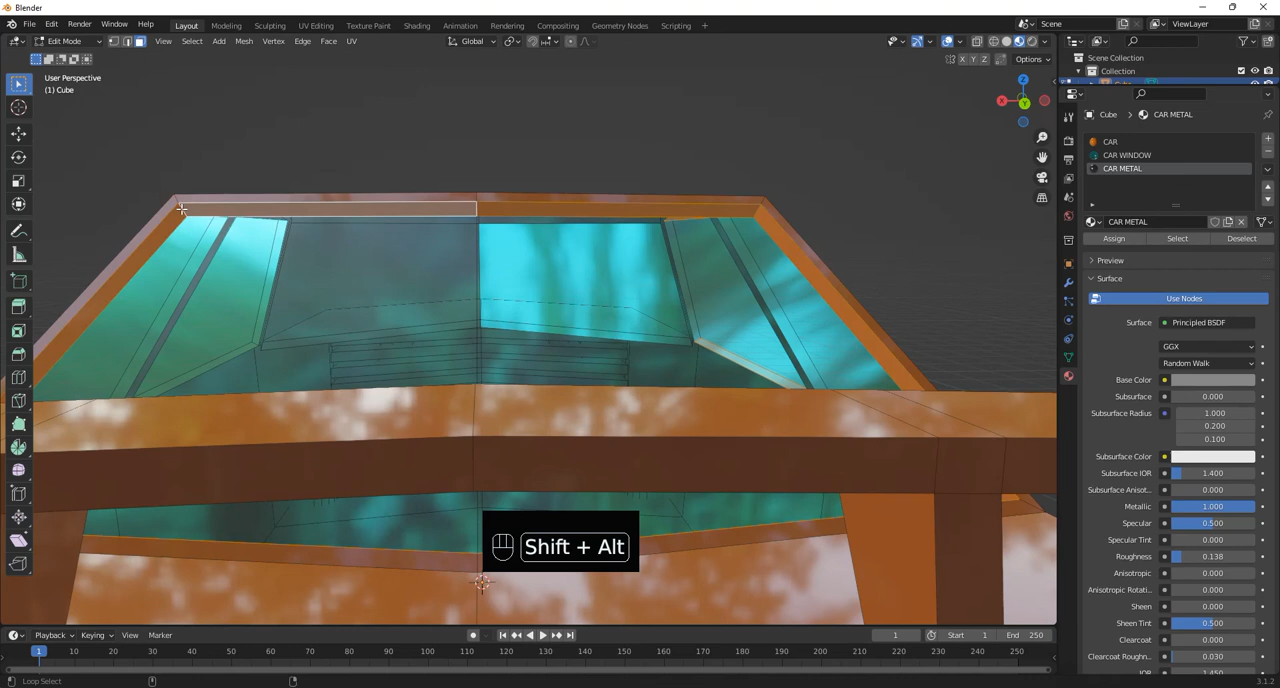 Blender
File Edit Render Window Help
Layout Modeling Sculpting UV Editing Texture Paint Shading Animation Rendering Compositing Geometry Nodes Scripting +
Scene
ViewLayer
Edit Mode
View Select Add Mesh Vertex Edge Face UV
Global
X Y Z
Options
User Perspective
(1) Cube
Z
X
Y
Scene Collection
Collection
Cube
CAR METAL
CAR
CAR WINDOW
CAR METAL
CAR METAL
Assign
Select
Deselect
Preview
Surface
Use Nodes
Surface
Principled BSDF
GGX
Random Walk
Base Color
Subsurface 0.000
Subsurface Radius 1.000
0.200
0.100
Subsurface Color
Subsurface IOR 1.400
Subsurface Anisot... 0.000
Metallic 1.000
Specular 0.500
Specular Tint 0.000
Roughness 0.138
Anisotropic 0.000
Anisotropic Rotati... 0.000
Sheen 0.000
Sheen Tint 0.500
Clearcoat 0.000
Clearcoat Roughn... 0.030
IOR 1.450
Shift + Alt
Playback Keying View Marker
1
Start 1
End 250
1 10 20 30 40 50 60 70 80 90 100 110 120 130 140 150 160 170 180 190 200 210 220 230 240 250
Loop Select
3.1.2